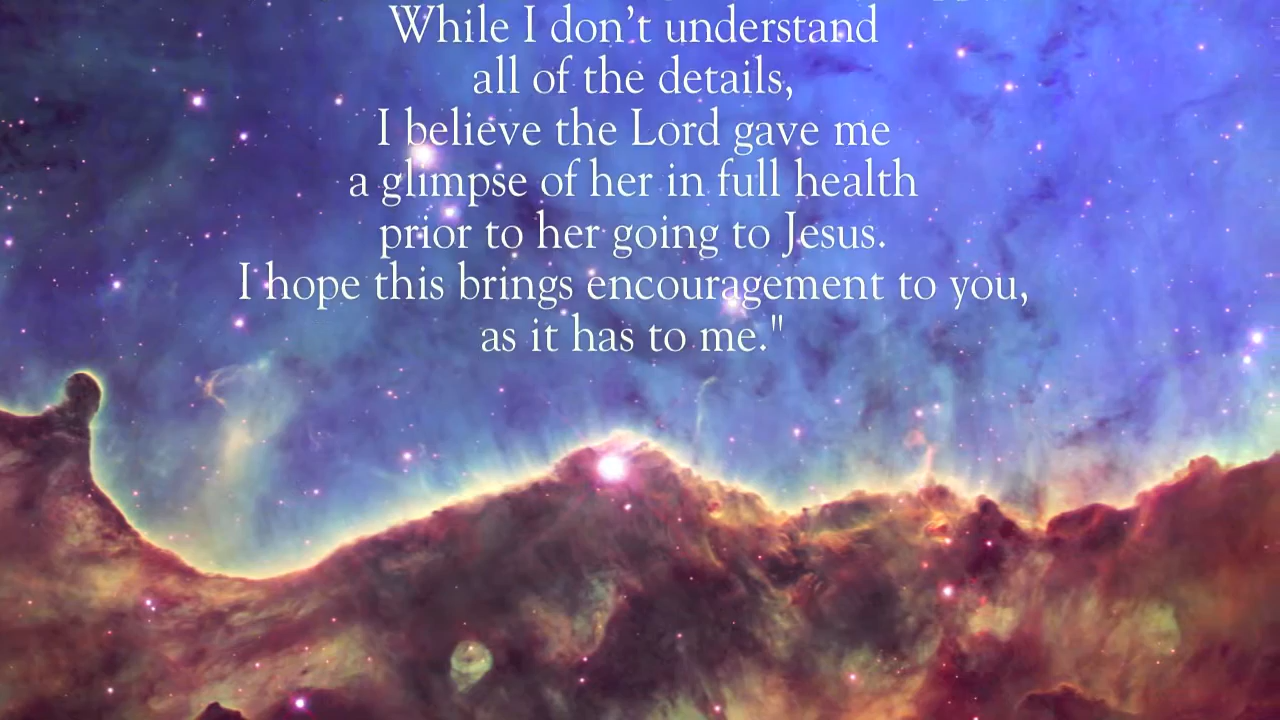 While I don’t understand
all of the details,
I believe the Lord gave me
a glimpse of her in full health
prior to her going to Jesus.
I hope this brings encouragement to you,
as it has to me."